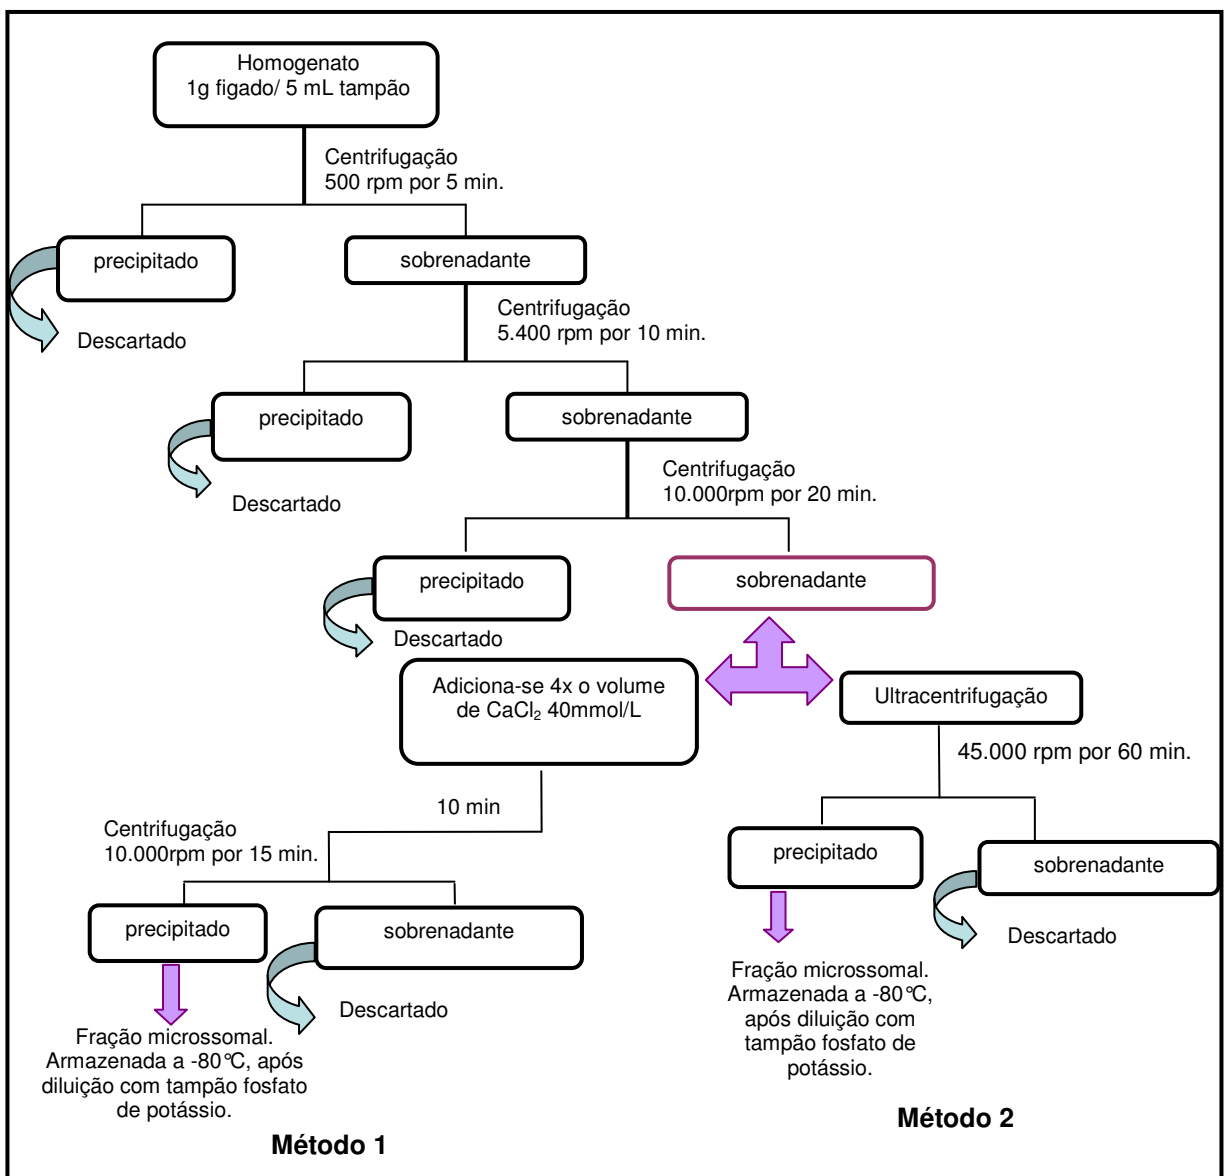 Homogenato
1g figado/ 5 mL tampão
Centrifugação
500 rpm por 5 min.
precipitado
sobrenadante
Descartado
Centrifugação
5.400 rpm por 10 min.
precipitado
sobrenadante
Descartado
Centrifugação
10.000rpm por 20 min.
precipitado
sobrenadante
Descartado
Adiciona-se 4x o volume
de CaCl₂ 40mmol/L
Ultracentrifugação
45.000 rpm por 60 min.
10 min
Centrifugação
10.000rpm por 15 min.
precipitado
sobrenadante
Descartado
Fração microssomal.
Armazenada a -80°C, após
diluição com tampão fosfato
de potássio.
Método 1
precipitado
sobrenadante
Descartado
Fração microssomal.
Armazenada a -80°C,
após diluição com
tampão fosfato de
potássio.
Método 2